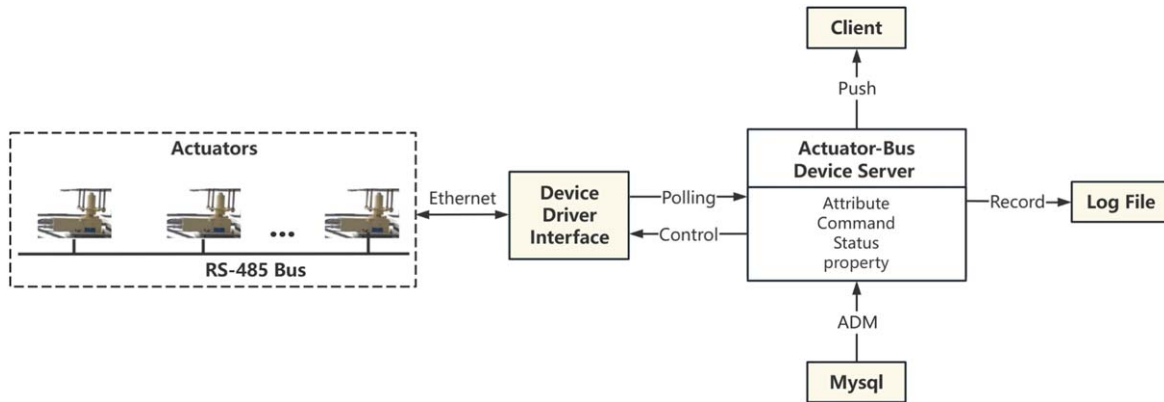 Client
Push
Actuators
...
RS-485 Bus
Ethernet
Device
Driver
Interface
Polling
Control
Actuator-Bus
Device Server
Attribute
Command
Status
property
Record
Log File
ADM
Mysql